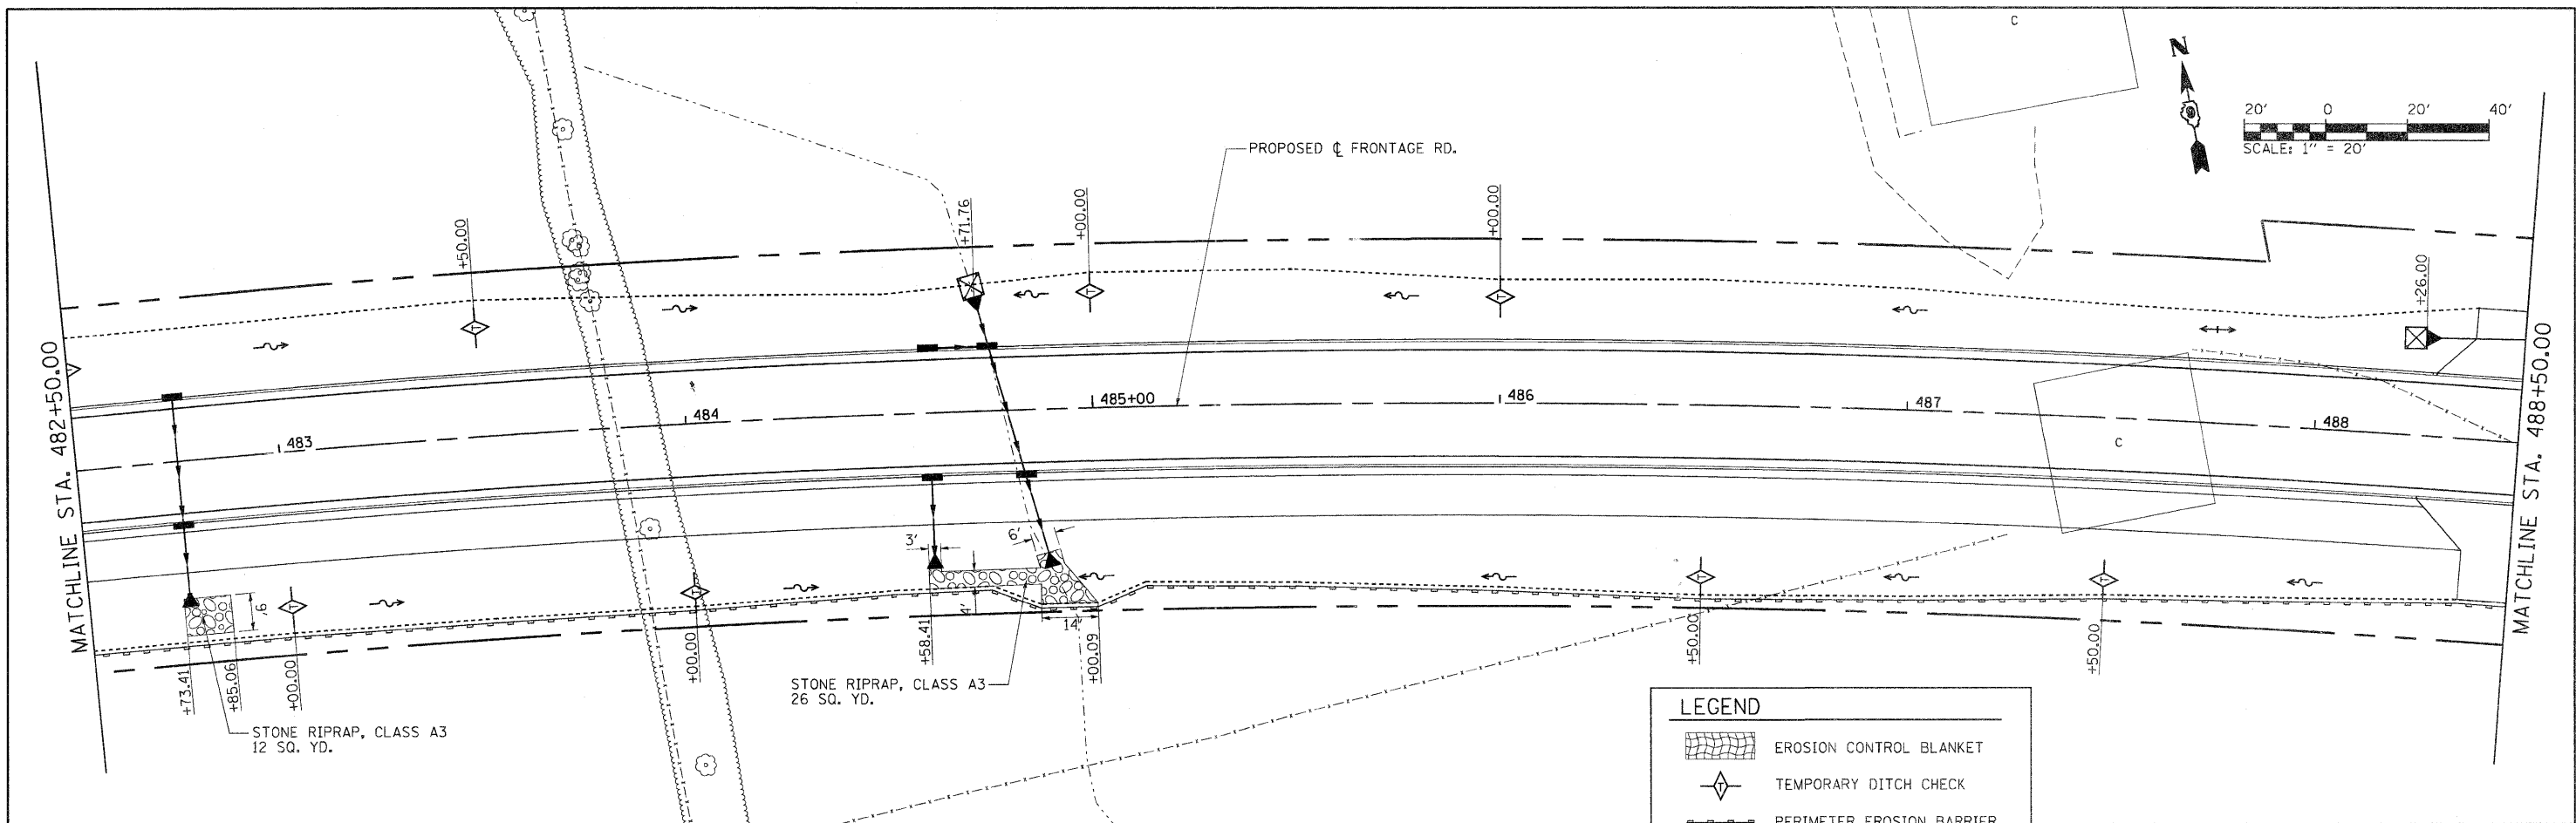 C
N
20' 0 20' 40'
SCALE: 1" = 20'
PROPOSED ℄ FRONTAGE RD.
+50.00
+71.76
+00.00
+00.00
+26.00
MATCHLINE STA. 482+50.00
MATCHLINE STA. 488+50.00
483
484
485+00
486
487
488
C
T
T
T
T
T
T
T
3'
6'
6'
4'
14'
+73.41
+85.06
+00.00
+00.00
+58.41
+00.09
+50.00
+50.00
STONE RIPRAP, CLASS A3
12 SQ. YD.
STONE RIPRAP, CLASS A3
26 SQ. YD.
LEGEND
EROSION CONTROL BLANKET
T
TEMPORARY DITCH CHECK
PERIMETER EROSION BARRIER